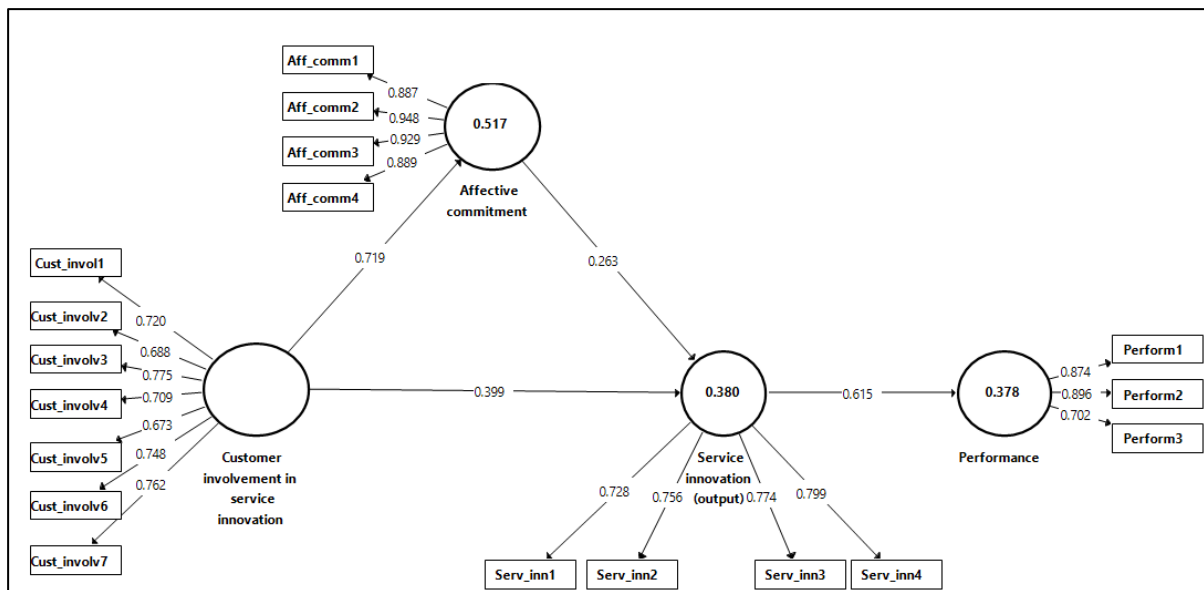 Aff_comm1
0.887
Aff_comm2
0.948
Aff_comm3
0.929
0.889
Aff_comm4
0.517
Affective
commitment
0.719
0.263
Cust_invol1
0.720
Cust_involv2
0.688
Cust_involv3
0.775
Cust_involv4
0.709
0.673
Cust_involv5
0.748
0.762
Cust_involv6
Cust_involv7
Customer
involvement in
service
innovation
0.399
0.380
Service
innovation
(output)
0.615
0.378
Performance
0.874
Perform1
0.896
Perform2
0.702
Perform3
0.728
0.756
0.774
0.799
Serv_inn1
Serv_inn2
Serv_inn3
Serv_inn4